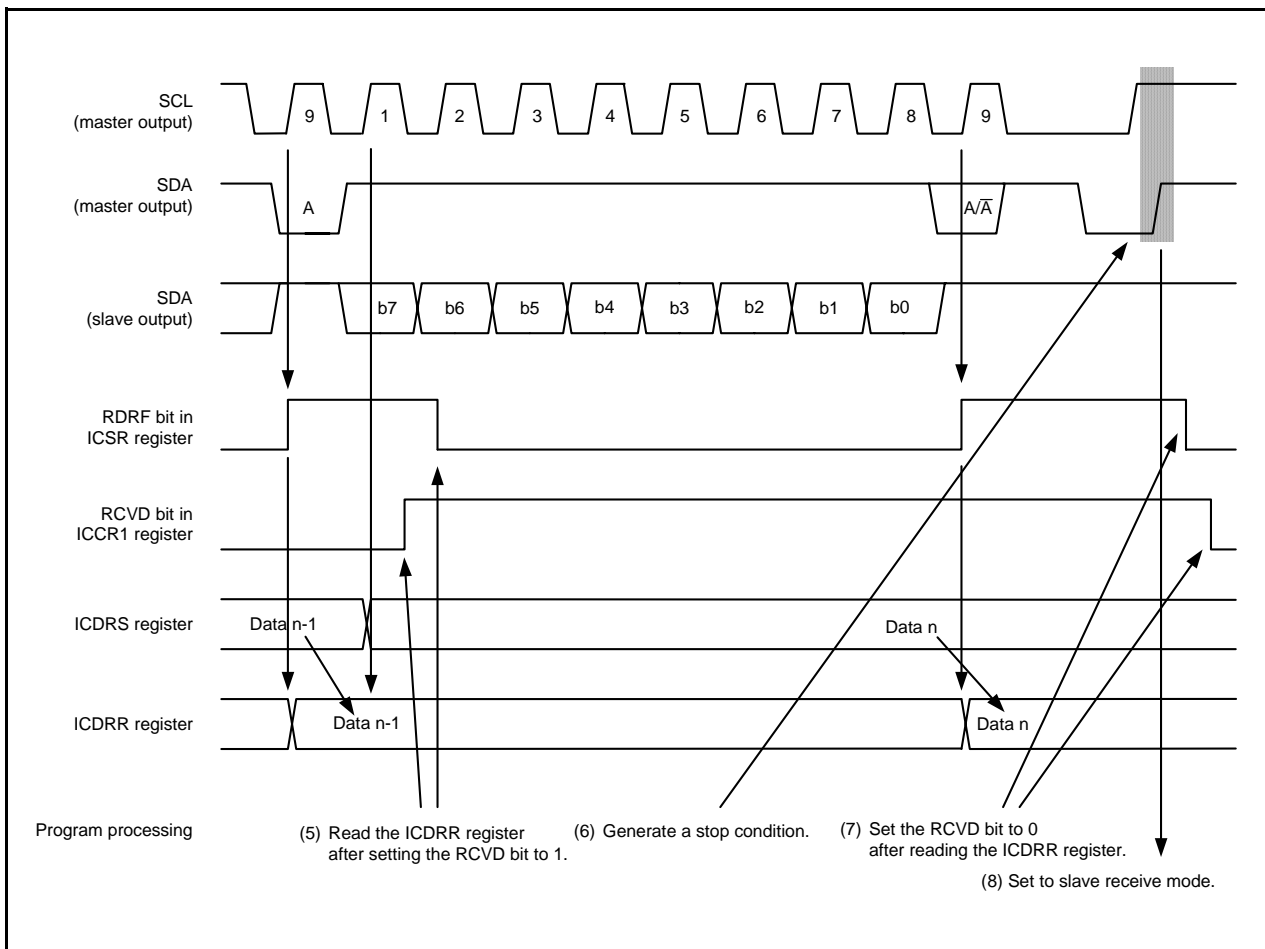 SCL
(master output)
9 1 2 3 4 5 6 7 8 9
SDA
(master output)
A A/A̅
SDA
(slave output)
b7 b6 b5 b4 b3 b2 b1 b0
RDRF bit in
ICSR register
RCVD bit in
ICCR1 register
ICDRS register
Data n-1 Data n
ICDRR register
Data n-1 Data n
Program processing
(5) Read the ICDRR register
after setting the RCVD bit to 1.
(6) Generate a stop condition.
(7) Set the RCVD bit to 0
after reading the ICDRR register.
(8) Set to slave receive mode.